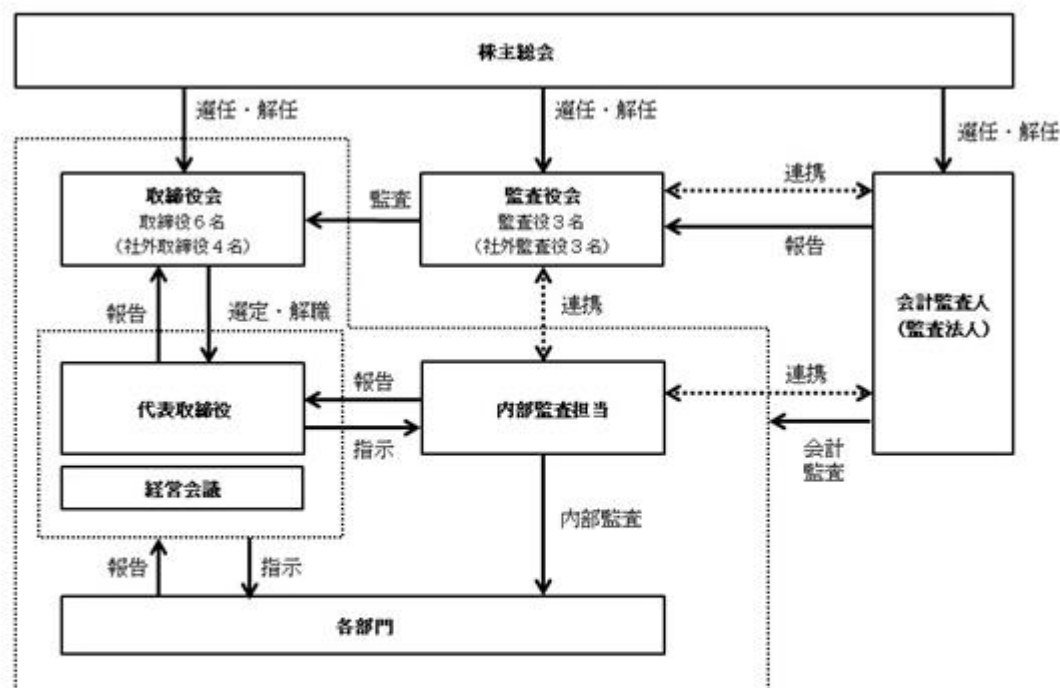 株主総会
選任・解任
選任・解任
選任・解任
取締役会
取締役6名
（社外取締役4名）
監査
監査役会
監査役3名
（社外監査役3名）
連携
報告
会計監査人
（監査法人）
報告
選定・解職
連携
代表取締役
報告
指示
内部監査担当
連携
会計
監査
経営会議
内部監査
報告
指示
各部門